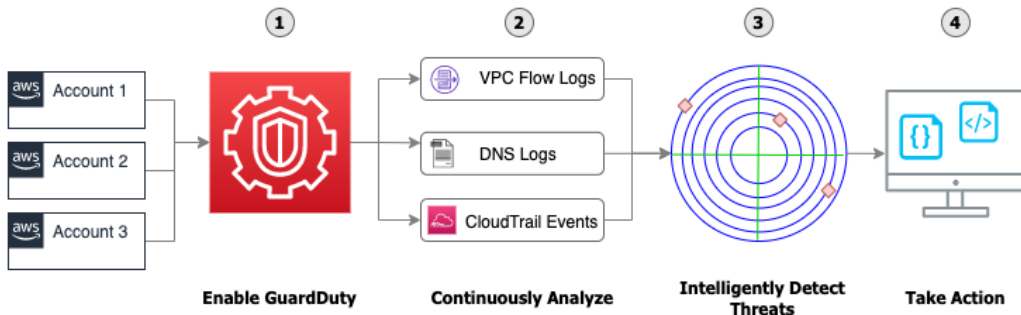 1
2
3
4
aws
Account 1
aws
Account 2
aws
Account 3
VPC Flow Logs
DNS Logs
CloudTrail Events
{}
</>
Enable GuardDuty
Continuously Analyze
Intelligently Detect
Threats
Take Action